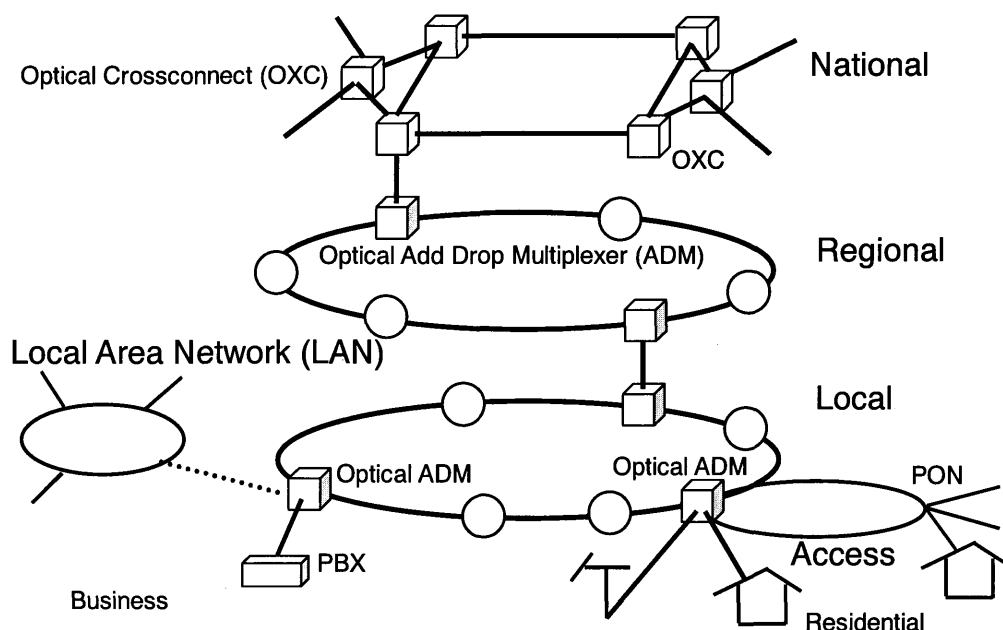 Optical Crossconnect (OXC)
National
OXC
Optical Add Drop Multiplexer (ADM)
Regional
Local Area Network (LAN)
Local
Optical ADM
Optical ADM
PON
PBX
Access
Business
Residential